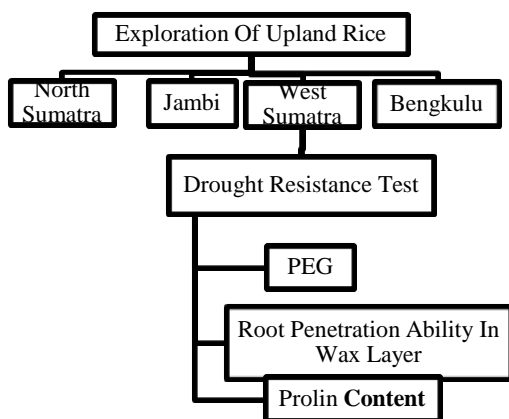 Exploration Of Upland Rice
North
Sumatra
Jambi
West
Sumatra
Bengkulu
Drought Resistance Test
PEG
Root Penetration Ability In
Wax Layer
Prolin Content